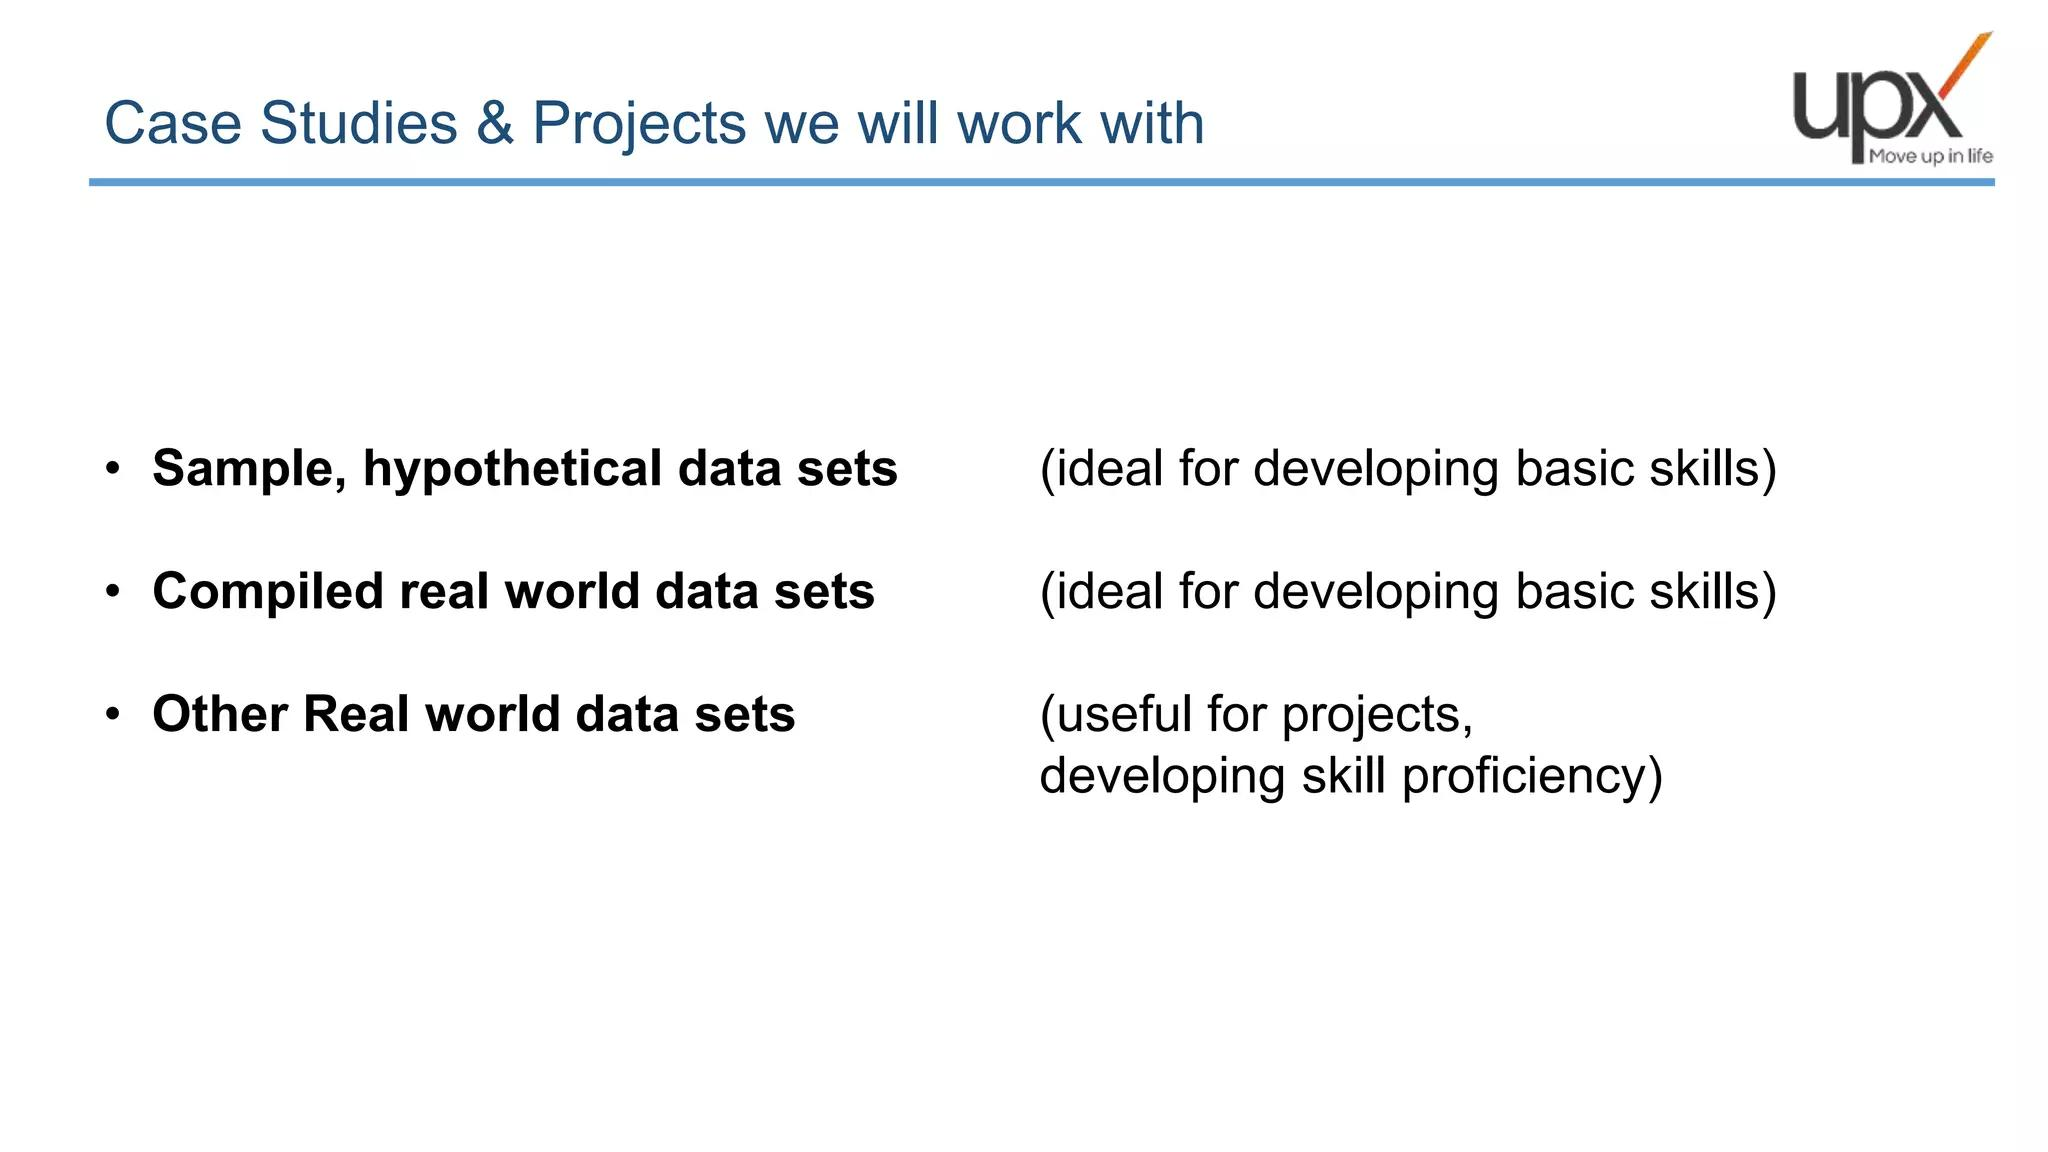 Case Studies & Projects we will work with
upx
Move up in life
• Sample, hypothetical data sets (ideal for developing basic skills)
• Compiled real world data sets (ideal for developing basic skills)
• Other Real world data sets (useful for projects,
developing skill proficiency)